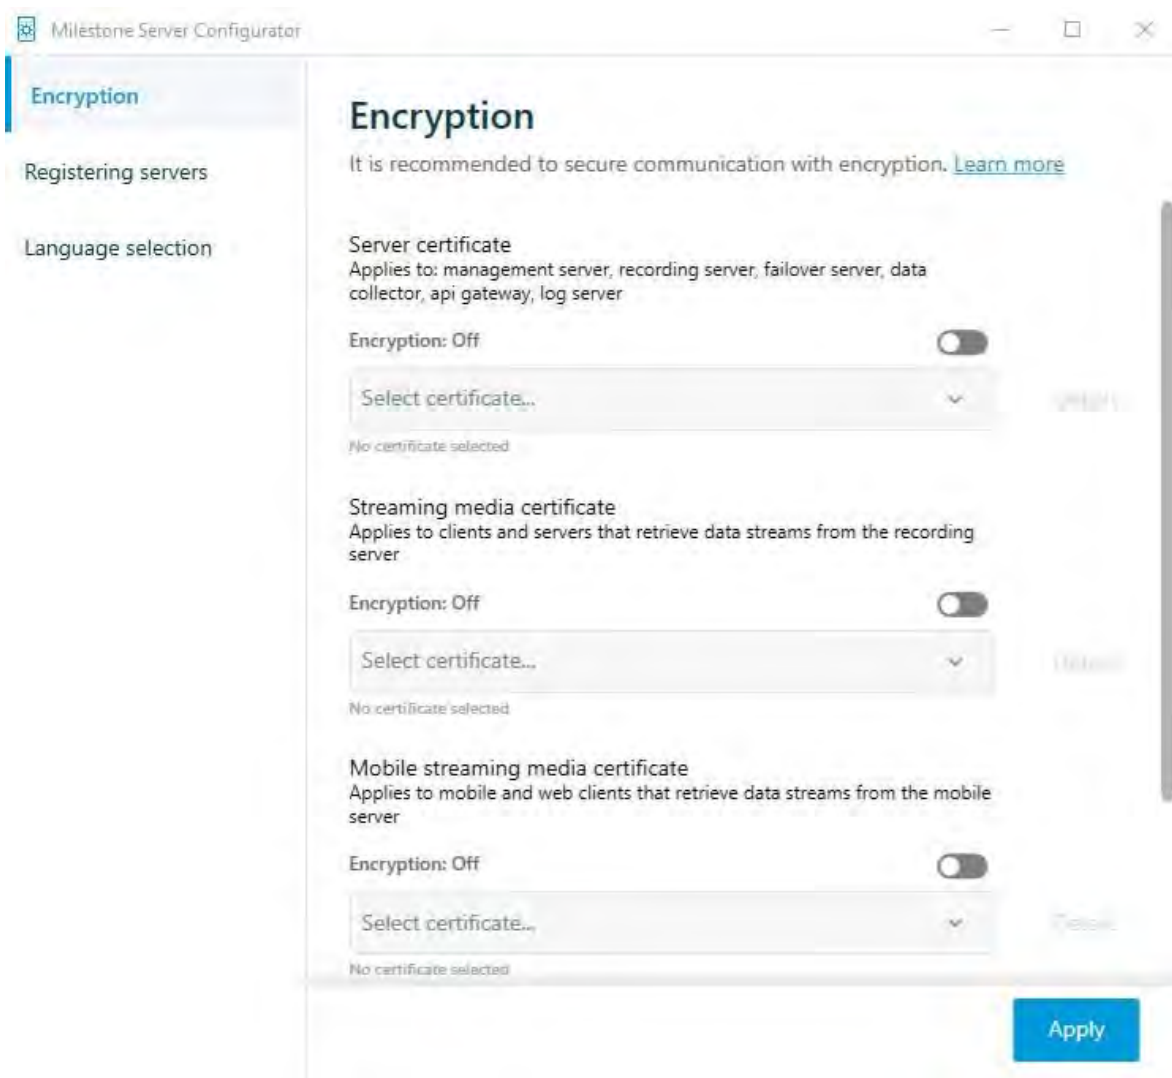 Milestone Server Configurator
Encryption
Registering servers
Language selection
Encryption
It is recommended to secure communication with encryption. Learn more
Server certificate
Applies to: management server, recording server, failover server, data
collector, api gateway, log server
Encryption: Off
Select certificate...
No certificate selected
Streaming media certificate
Applies to clients and servers that retrieve data streams from the recording
server
Encryption: Off
Select certificate...
No certificate selected
Mobile streaming media certificate
Applies to mobile and web clients that retrieve data streams from the mobile
server
Encryption: Off
Select certificate...
No certificate selected
Apply